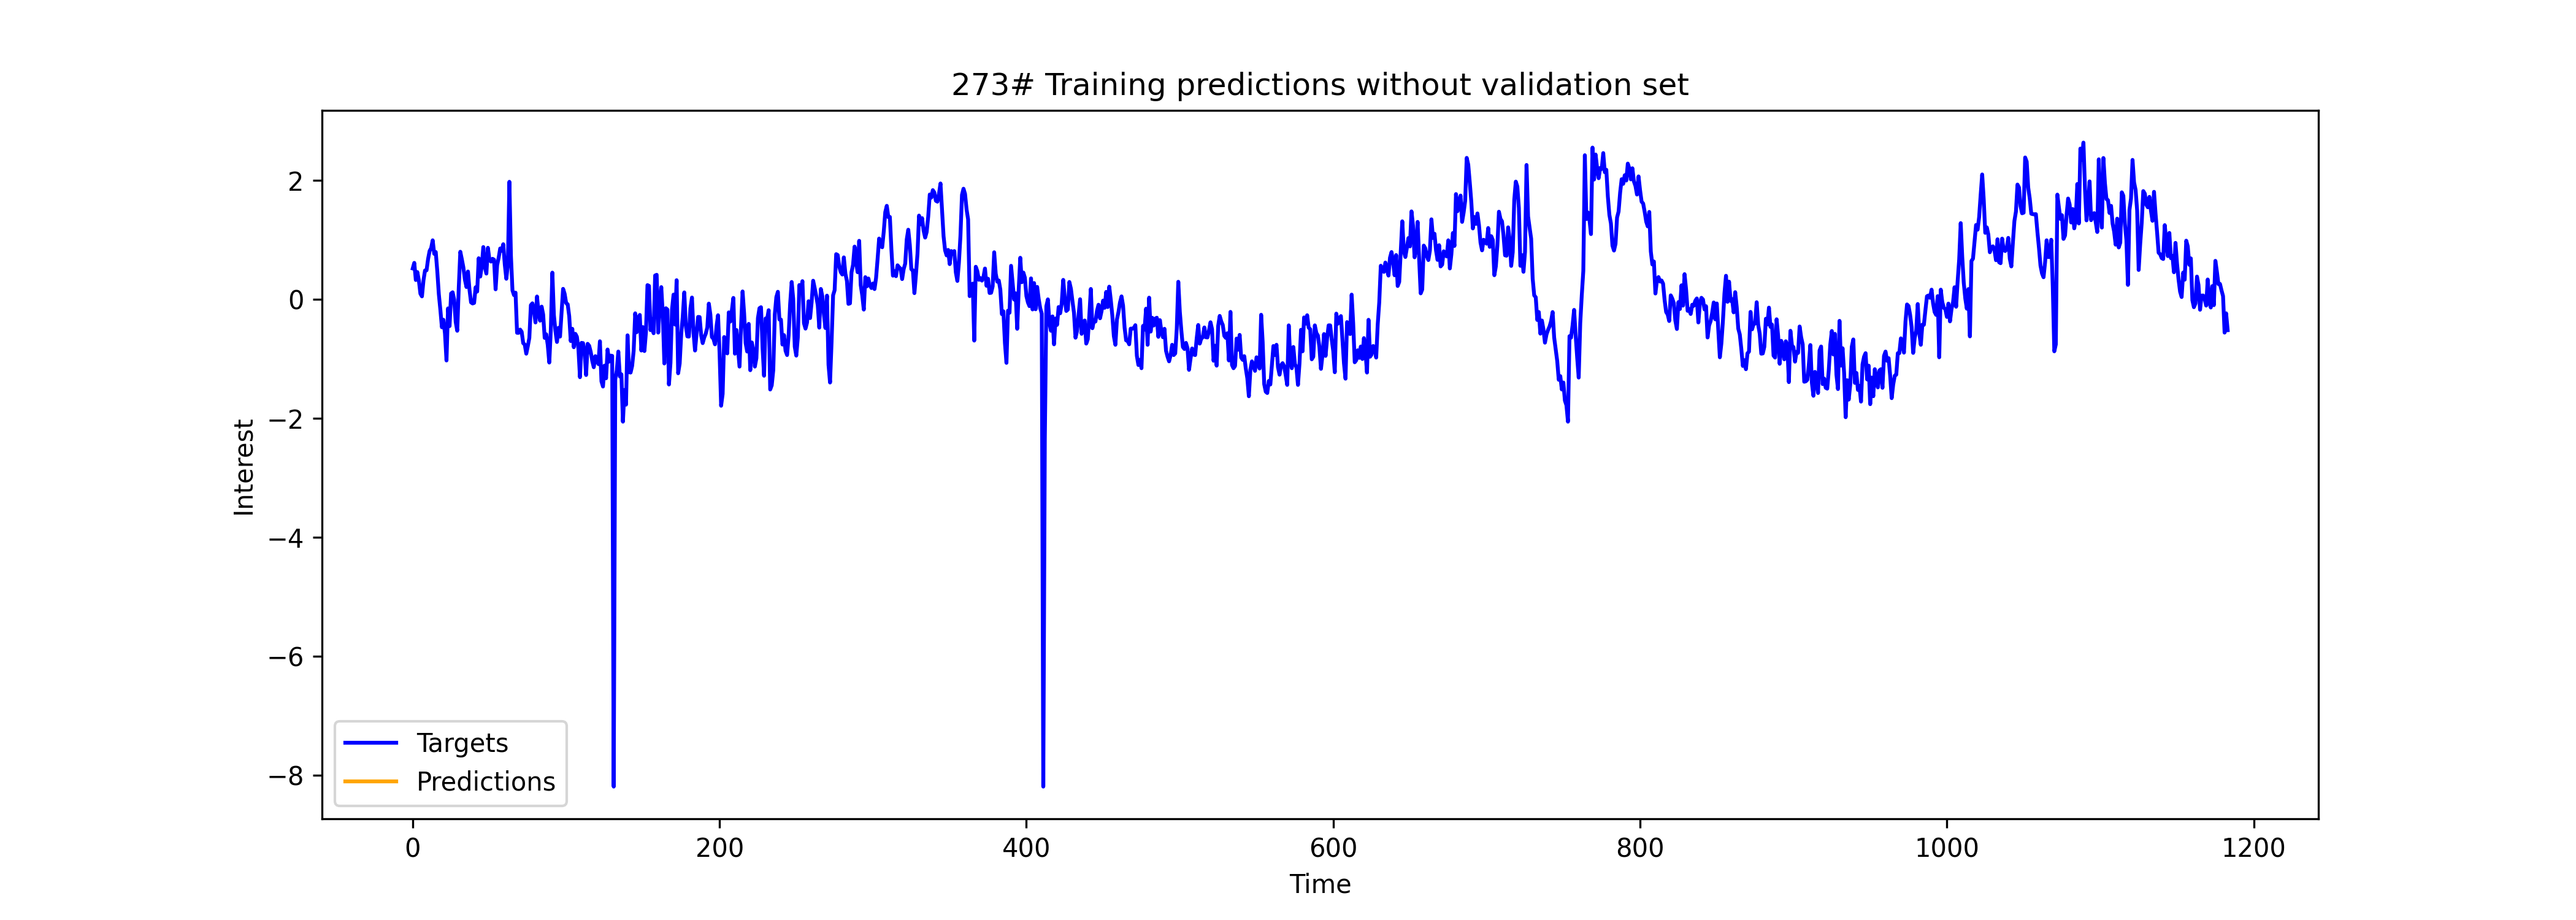 273# Training predictions without validation set
2
0
−2
−4
−6
−8
Interest
Targets
Predictions
0
200
400
600
800
1000
1200
Time